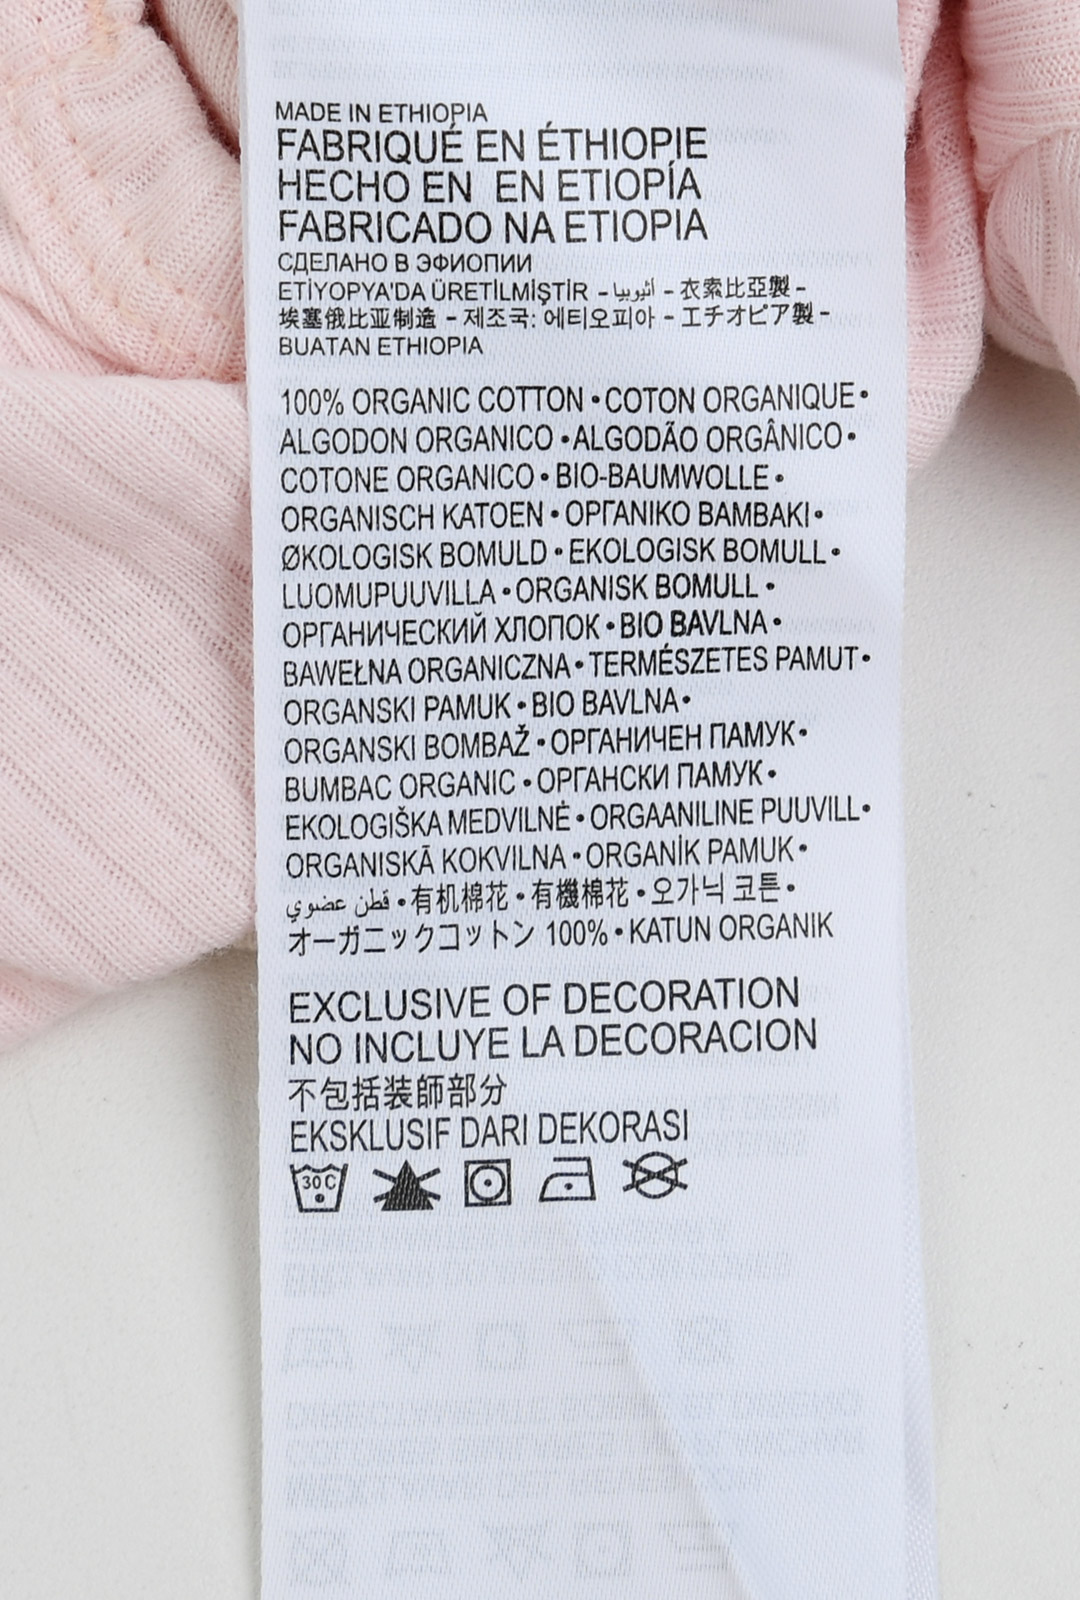 MADE IN ETHIOPIA
FABRIQUÉ EN ÉTHIOPIE
HECHO EN EN ETIOPÍA
FABRICADO NA ETIOPIA
СДЕЛАНО В ЭФИОПИИ
ETİYOPYA'DA ÜRETİLMİŞTİR - أثيوبيا - 衣索比亞製 -
埃塞俄比亚制造 - 제조국: 에티오피아 - エチオピア製 -
BUATAN ETHIOPIA
100% ORGANIC COTTON • COTON ORGANIQUE •
ALGODON ORGANICO • ALGODÃO ORGÂNICO •
COTONE ORGANICO • BIO-BAUMWOLLE •
ORGANISCH KATOEN • ΟΡΓΑΝΙΚΟ ΒΑΜΒΑΚΙ •
ØKOLOGISK BOMULD • EKOLOGISK BOMULL •
LUOMUPUUVILLA • ORGANISK BOMULL •
ОРГАНИЧЕСКИЙ ХЛОПОК • BIO BAVLNA •
BAWEŁNA ORGANICZNA • TERMÉSZETES PAMUT •
ORGANSKI PAMUK • BIO BAVLNA •
ORGANSKI BOMBAŽ • ОРГАНИЧЕН ПАМУК •
BUMBAC ORGANIC • ОРГАНСКИ ПАМУК •
EKOLOGIŠKA MEDVILNĖ • ORGAANILINE PUUVILL •
ORGANISKĀ KOKVILNA • ORGANİK PAMUK •
قطن عضوي • 有机棉花 • 有機棉花 • 오가닉 코튼 •
オーガニックコットン 100% • KATUN ORGANIK
EXCLUSIVE OF DECORATION
NO INCLUYE LA DECORACION
不包括装師部分
EKSKLUSIF DARI DEKORASI
30C